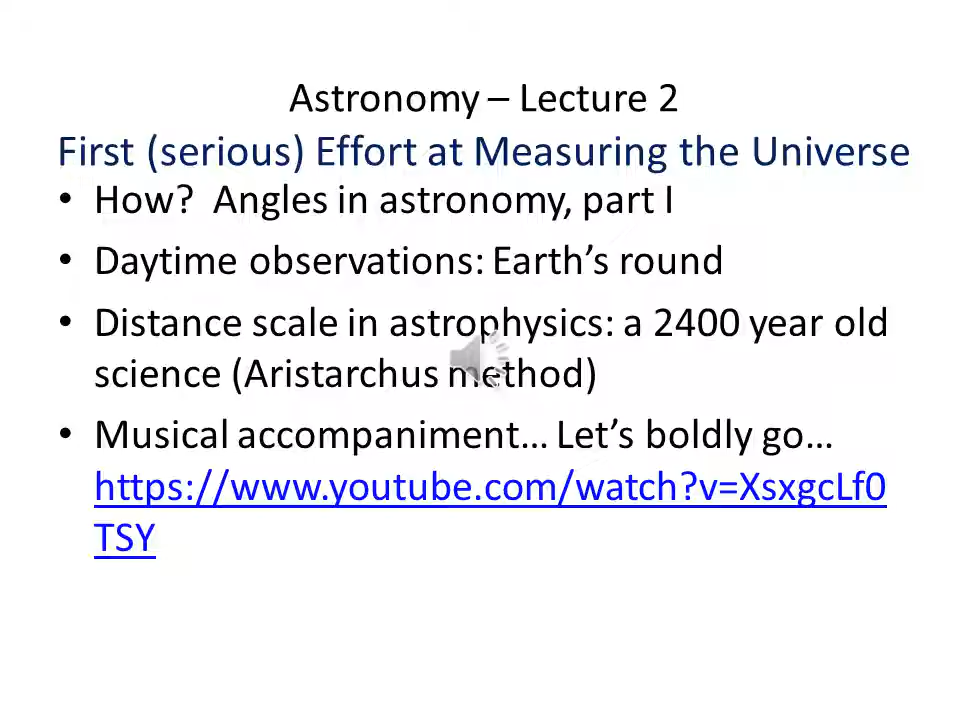 Astronomy – Lecture 2
First (serious) Effort at Measuring the Universe
• How?  Angles in astronomy, part I
• Daytime observations: Earth’s round
• Distance scale in astrophysics: a 2400 year old
science (Aristarchus method)
• Musical accompaniment… Let’s boldly go…
https://www.youtube.com/watch?v=XsxgcLf0
TSY